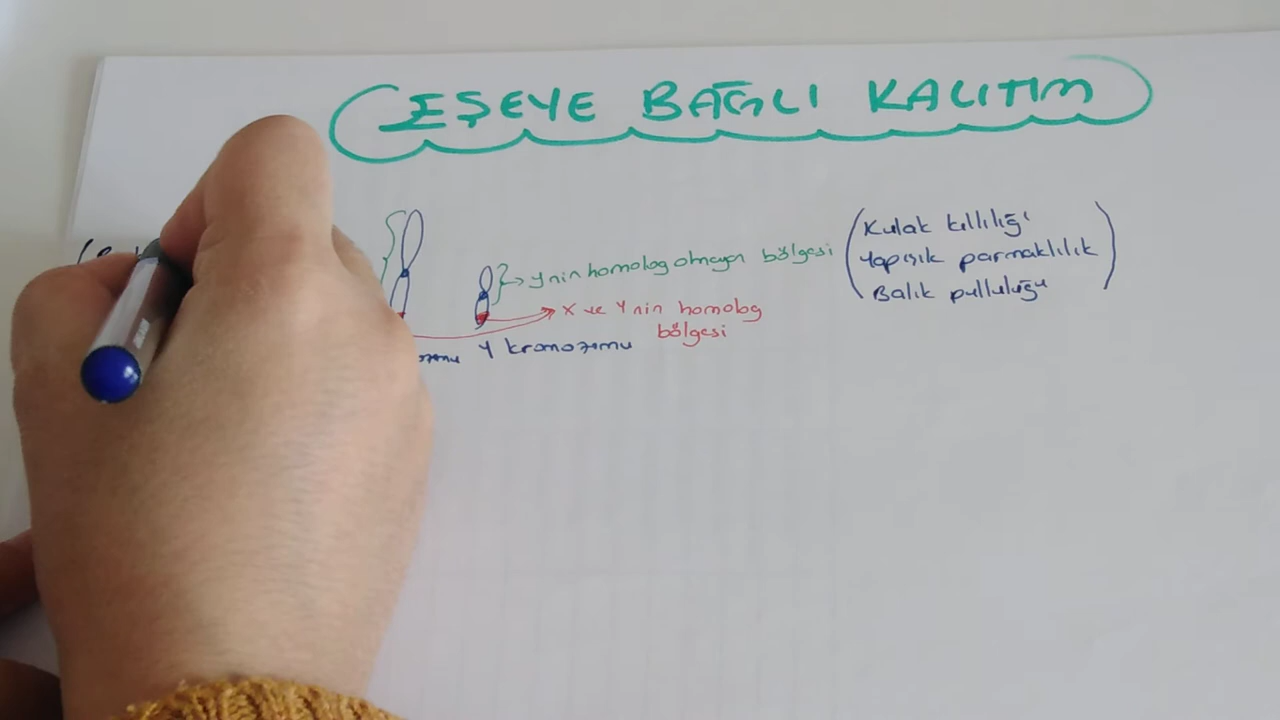 EŞEYE BAĞLI KALITIM
Kulak kıllılığı
Yapışık parmaklılık
Balık pulluluğu
Y nin homolog olmayan bölgesi
X ve Y nin homolog
bölgesi
Y kromozomu